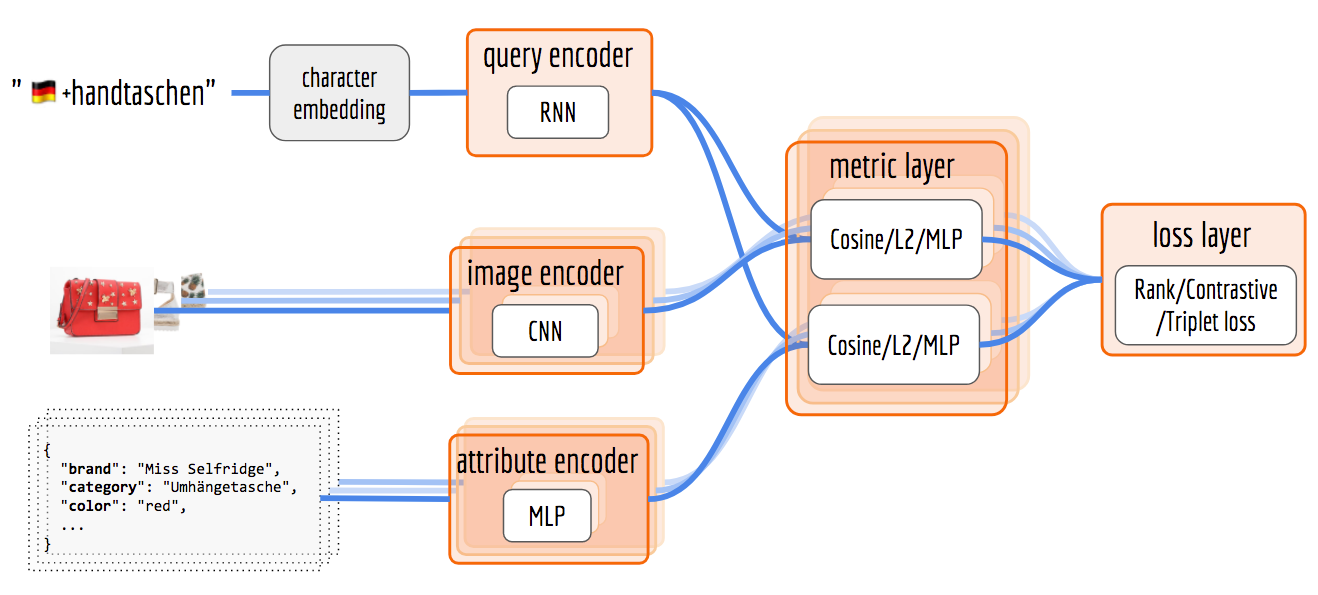 " 🇩🇪 +handtaschen"
character
embedding
query encoder
RNN
image encoder
CNN
{
"brand": "Miss Selfridge",
"category": "Umhängetasche",
"color": "red",
...
}
attribute encoder
MLP
metric layer
Cosine/L2/MLP
Cosine/L2/MLP
loss layer
Rank/Contrastive
/Triplet loss